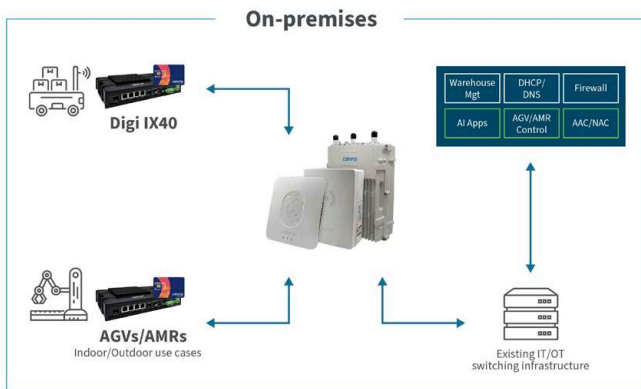 On-premises
Digi IX40
Warehouse
Mgt
DHCP/
DNS
Firewall
AI Apps
AGV/AMR
Control
AAC/NAC
AGVs/AMRs
Indoor/Outdoor use cases
Existing IT/OT
switching infrastructure